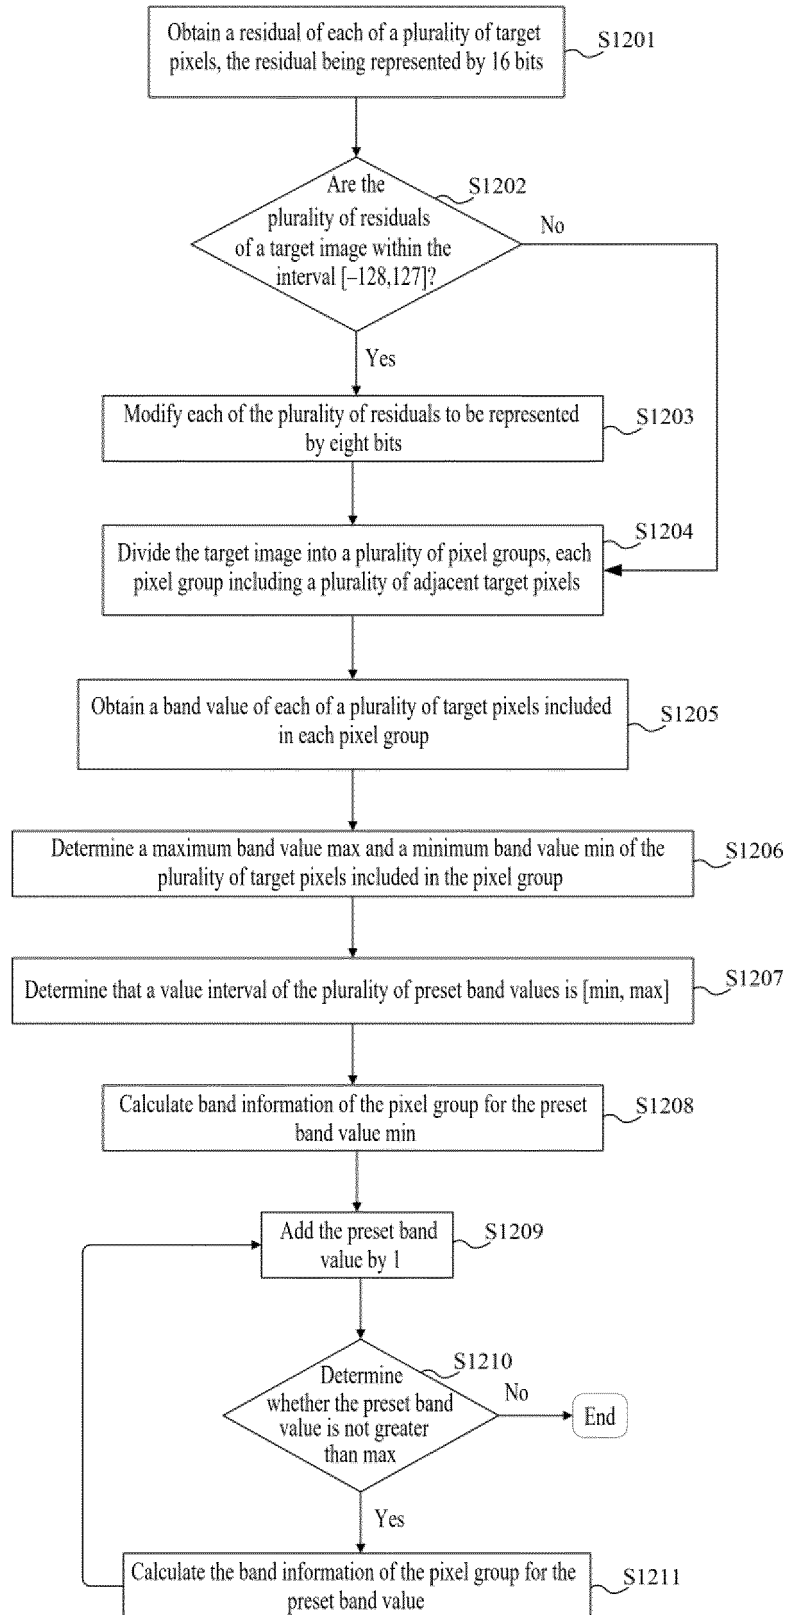 Obtain a residual of each of a plurality of target
pixels, the residual being represented by 16 bits
S1201
Are the
plurality of residuals
of a target image within the
interval [–128,127]?
S1202
No
Yes
Modify each of the plurality of residuals to be represented
by eight bits
S1203
Divide the target image into a plurality of pixel groups, each
pixel group including a plurality of adjacent target pixels
S1204
Obtain a band value of each of a plurality of target pixels included
in each pixel group
S1205
Determine a maximum band value max and a minimum band value min of the
plurality of target pixels included in the pixel group
S1206
Determine that a value interval of the plurality of preset band values is [min, max]
S1207
Calculate band information of the pixel group for the preset
band value min
S1208
Add the preset band
value by 1
S1209
Determine
whether the preset band
value is not greater
than max
S1210
No
End
Yes
Calculate the band information of the pixel group for the
preset band value
S1211